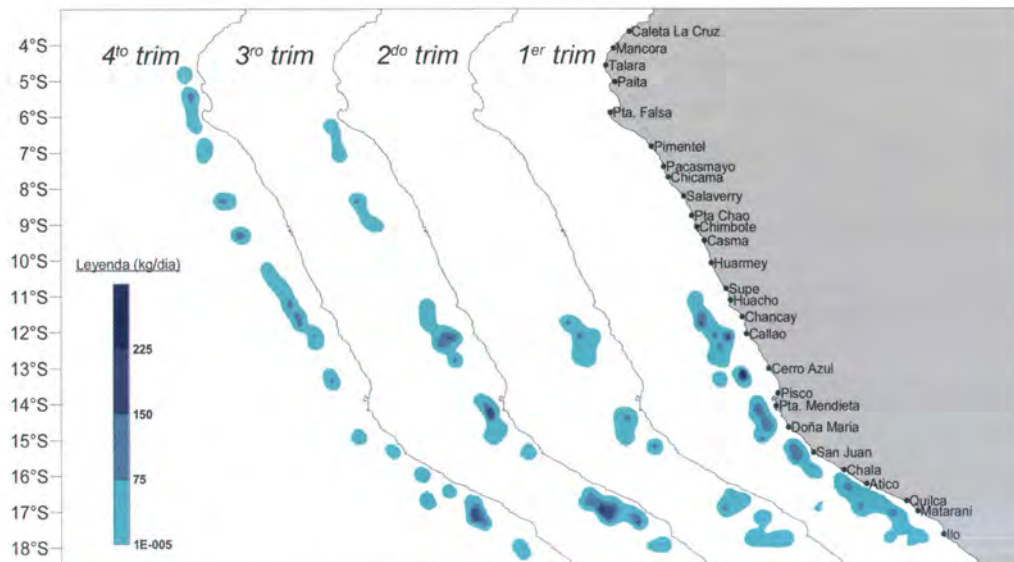 4to trim
3ro trim
2do trim
1er trim
4°S
5°S
6°S
7°S
8°S
9°S
10°S
11°S
12°S
13°S
14°S
15°S
16°S
17°S
18°S
Leyenda (kg/dia)
225
150
75
1E-005
Caleta La Cruz
Mancora
Talara
Paita
Pta. Falsa
Pimentel
Pacasmayo
Chicama
Salaverry
Pta Chao
Chimbote
Casma
Huarmey
Supe
Huacho
Chancay
Callao
Cerro Azul
Pisco
Pta. Mendieta
Doña Maria
San Juan
Chala
Atico
Quilca
Matarani
Ilo